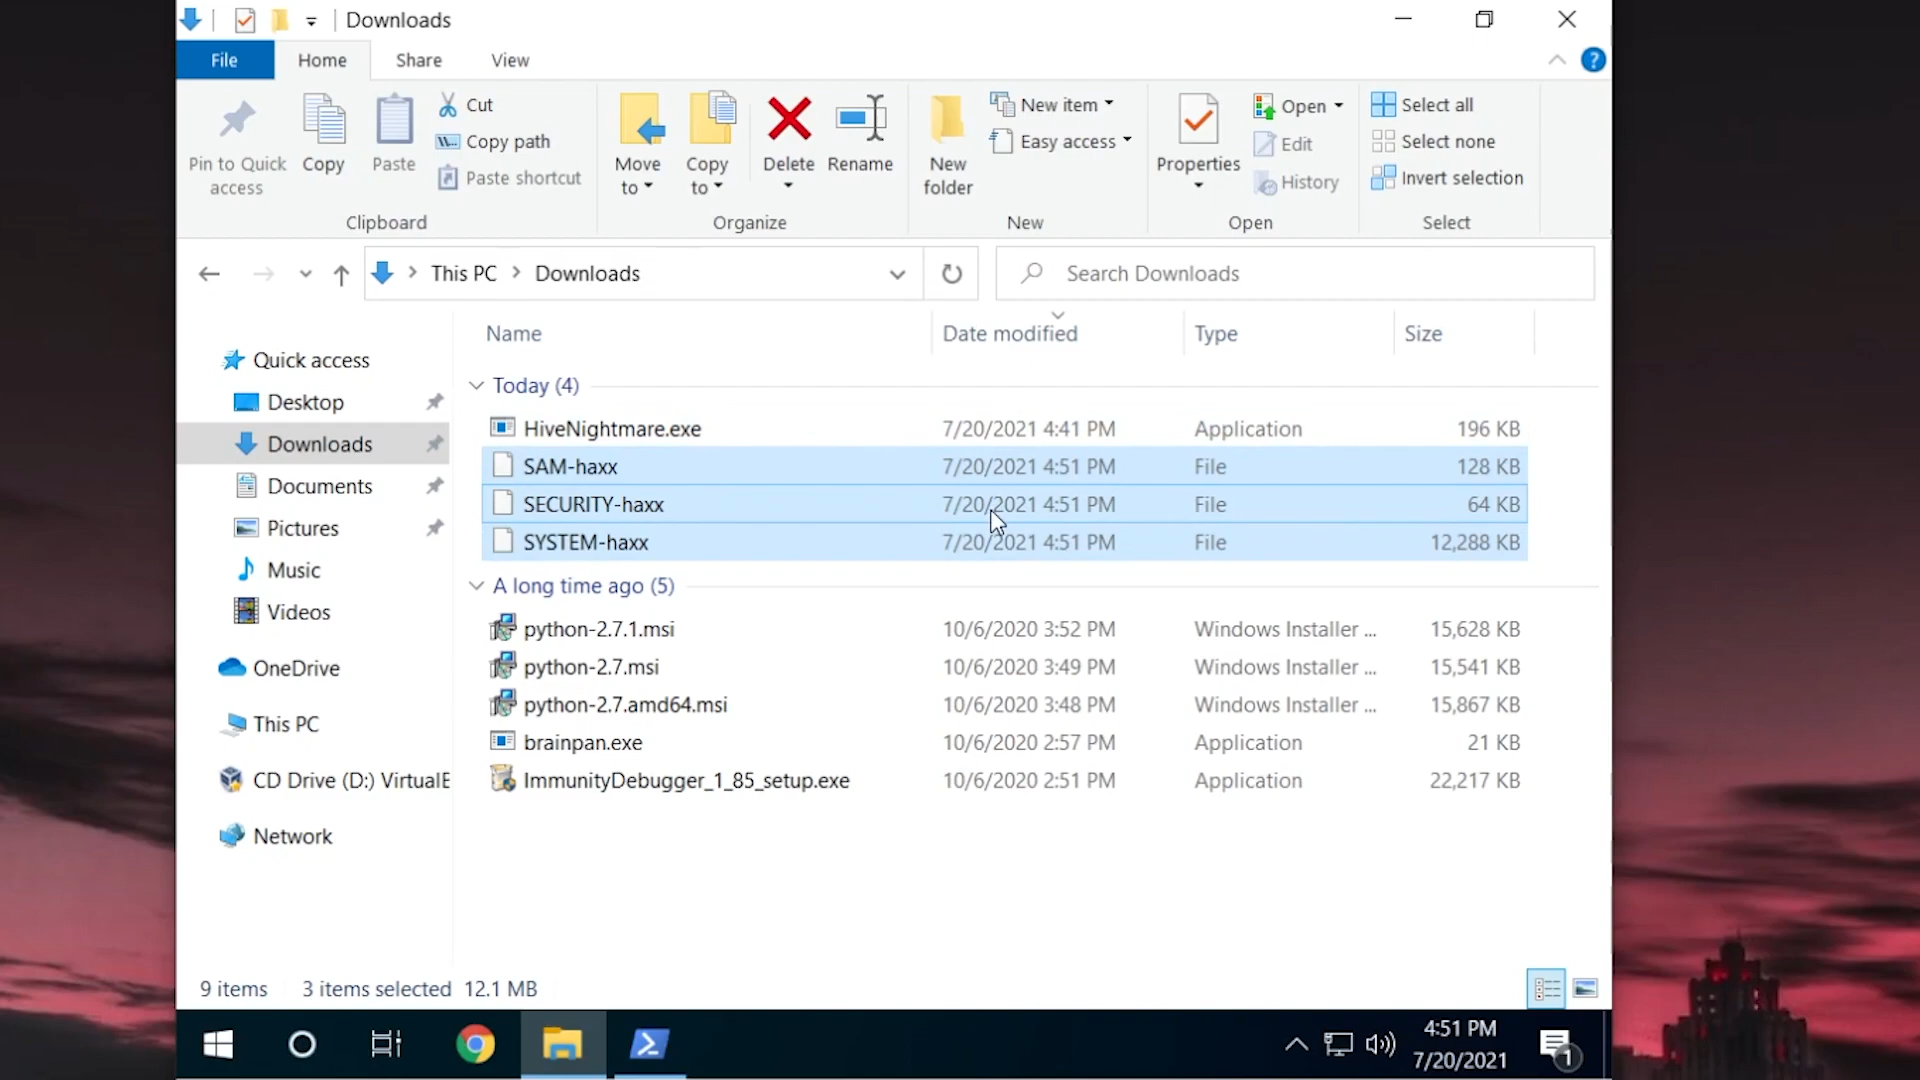 Downloads
File Home Share View
Pin to Quick access
Copy
Paste
Cut
Copy path
Paste shortcut
Clipboard
Move to
Copy to
Delete
Rename
Organize
New folder
New item
Easy access
New
Properties
Open
Edit
History
Open
Select all
Select none
Invert selection
Select
This PC > Downloads
Search Downloads
Quick access
Desktop
Downloads
Documents
Pictures
Music
Videos
OneDrive
This PC
CD Drive (D:) VirtualB
Network
Name Date modified Type Size
Today (4)
HiveNightmare.exe 7/20/2021 4:41 PM Application 196 KB
SAM-haxx 7/20/2021 4:51 PM File 128 KB
SECURITY-haxx 7/20/2021 4:51 PM File 64 KB
SYSTEM-haxx 7/20/2021 4:51 PM File 12,288 KB
A long time ago (5)
python-2.7.1.msi 10/6/2020 3:52 PM Windows Installer ... 15,628 KB
python-2.7.msi 10/6/2020 3:49 PM Windows Installer ... 15,541 KB
python-2.7.amd64.msi 10/6/2020 3:48 PM Windows Installer ... 15,867 KB
brainpan.exe 10/6/2020 2:57 PM Application 21 KB
ImmunityDebugger_1_85_setup.exe 10/6/2020 2:51 PM Application 22,217 KB
9 items 3 items selected 12.1 MB
4:51 PM
7/20/2021
1